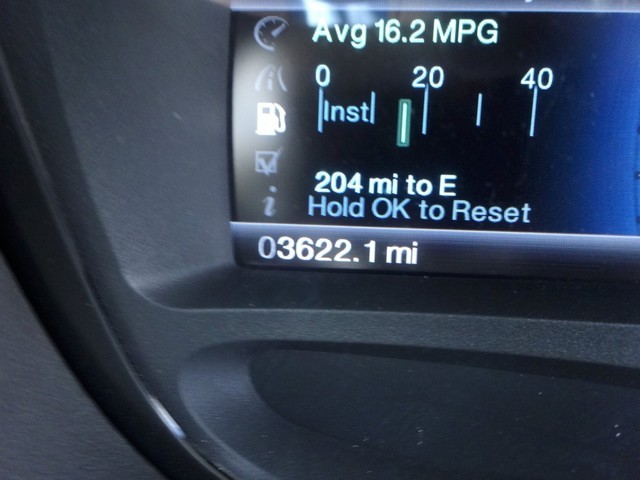 Avg 16.2 MPG
0 20 40
Inst
204 mi to E
Hold OK to Reset
03622.1 mi